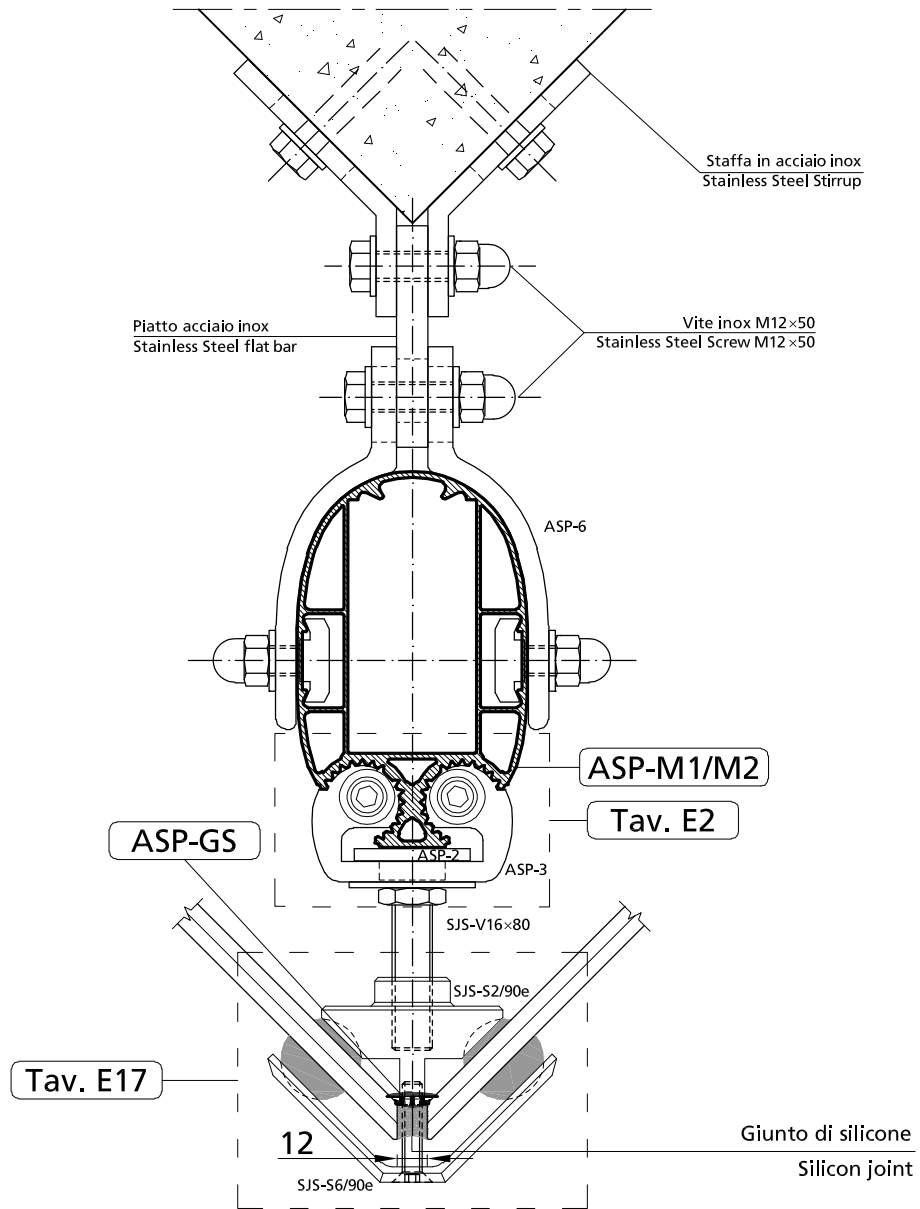 Staffa in acciaio inox
Stainless Steel Stirrup
Piatto acciaio inox
Stainless Steel flat bar
Vite inox M12×50
Stainless Steel Screw M12×50
ASP-6
ASP-M1/M2
Tav. E2
ASP-GS
ASP-2
ASP-3
SJS-V16×80
SJS-S2/90e
Tav. E17
12
Giunto di silicone
Silicon joint
SJS-S6/90e